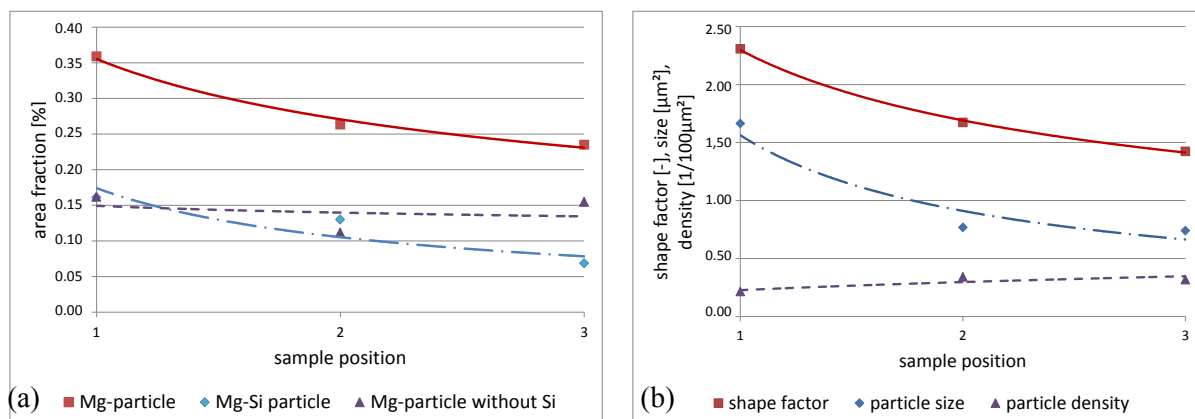 0.40
0.35
0.30
0.25
0.20
0.15
0.10
0.05
0.00
area fraction [%]
1 2 3
sample position
(a) Mg-particle Mg-Si particle Mg-particle without Si
2.50
2.00
1.50
1.00
0.50
0.00
shape factor [-], size [µm²],
density [1/100µm²]
1 2 3
sample position
(b) shape factor particle size particle density